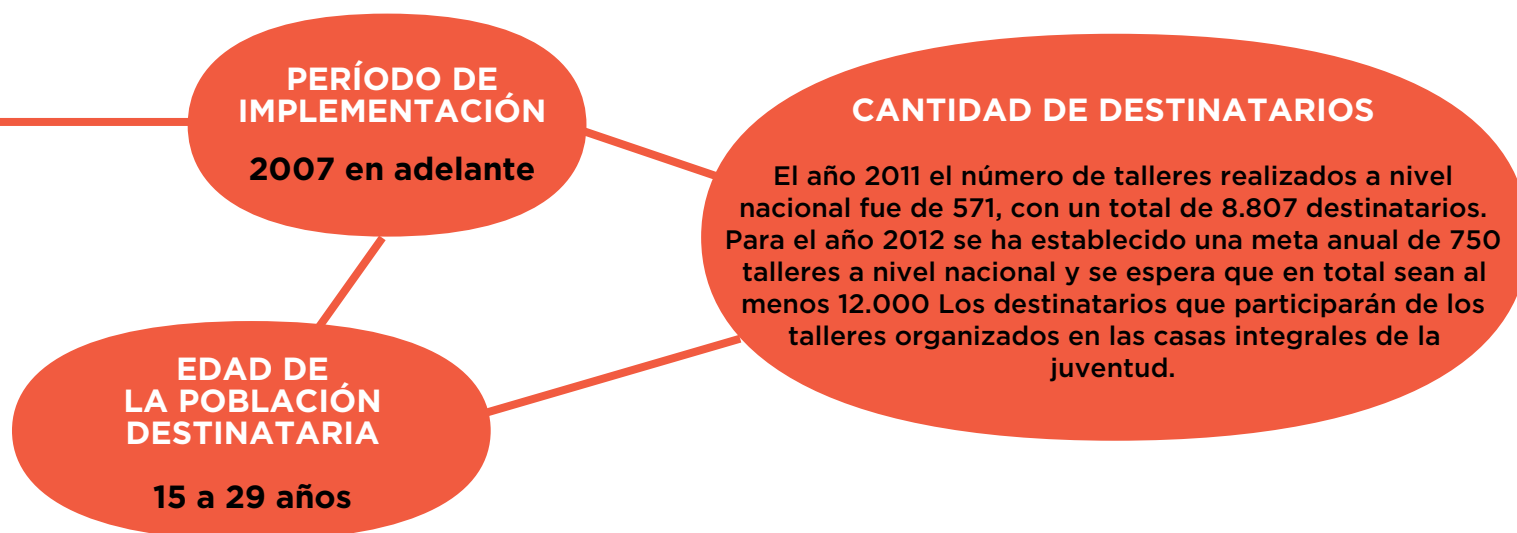 PERÍODO DE
IMPLEMENTACIÓN
2007 en adelante
CANTIDAD DE DESTINATARIOS
El año 2011 el número de talleres realizados a nivel
nacional fue de 571, con un total de 8.807 destinatarios.
Para el año 2012 se ha establecido una meta anual de 750
talleres a nivel nacional y se espera que en total sean al
menos 12.000 Los destinatarios que participarán de los
talleres organizados en las casas integrales de la
juventud.
EDAD DE
LA POBLACIÓN
DESTINATARIA
15 a 29 años